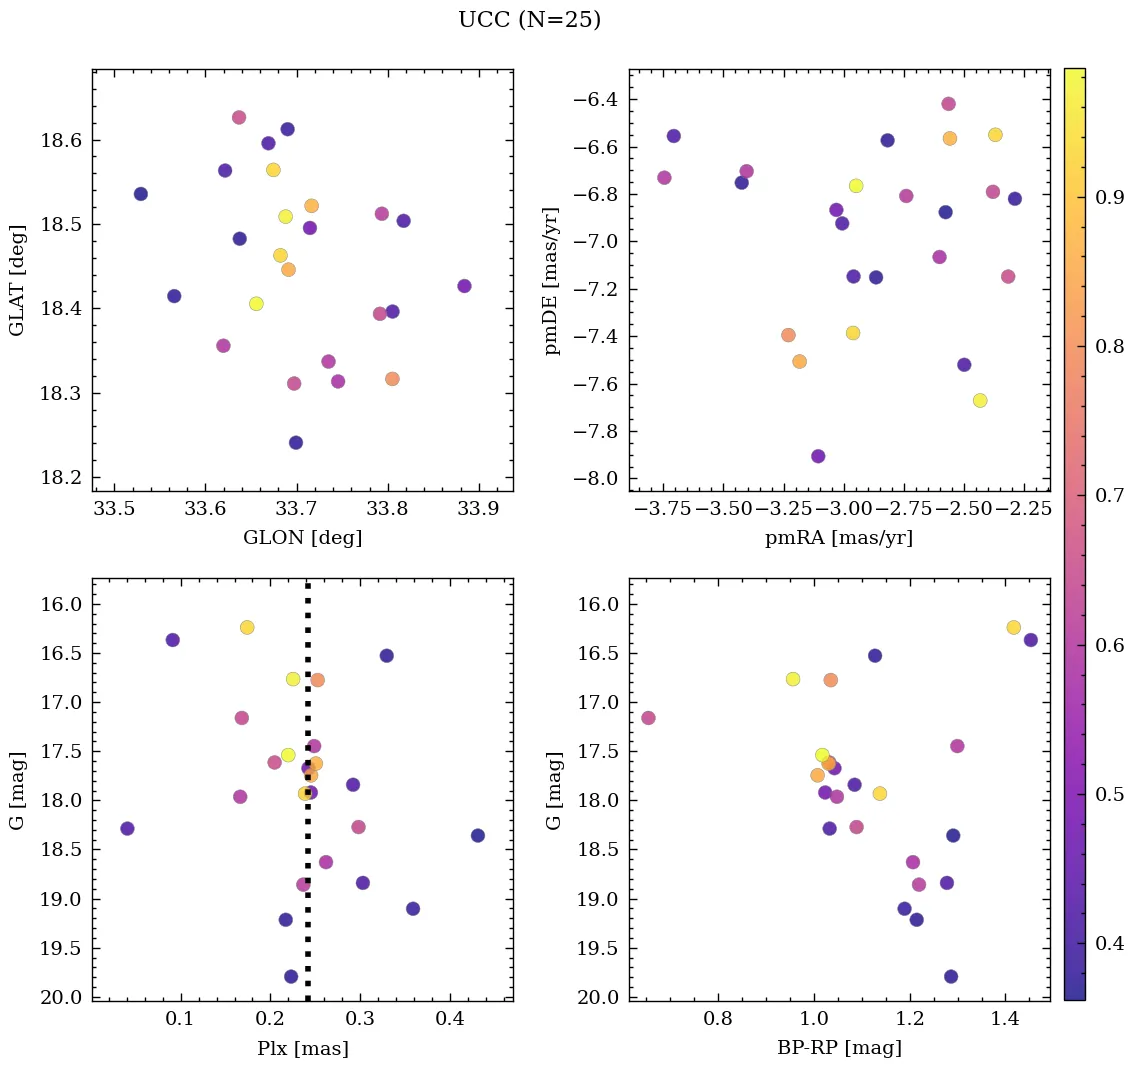 UCC (N=25)
18.6
18.5
18.4
18.3
18.2
GLAT [deg]
33.5 33.6 33.7 33.8 33.9
GLON [deg]
−6.4
−6.6
−6.8
−7.0
−7.2
−7.4
−7.6
−7.8
−8.0
pmDE [mas/yr]
−3.75 −3.50 −3.25 −3.00 −2.75 −2.50 −2.25
pmRA [mas/yr]
16.0
16.5
17.0
17.5
18.0
18.5
19.0
19.5
20.0
G [mag]
0.1 0.2 0.3 0.4
Plx [mas]
16.0
16.5
17.0
17.5
18.0
18.5
19.0
19.5
20.0
G [mag]
0.8 1.0 1.2 1.4
BP-RP [mag]
0.9
0.8
0.7
0.6
0.5
0.4